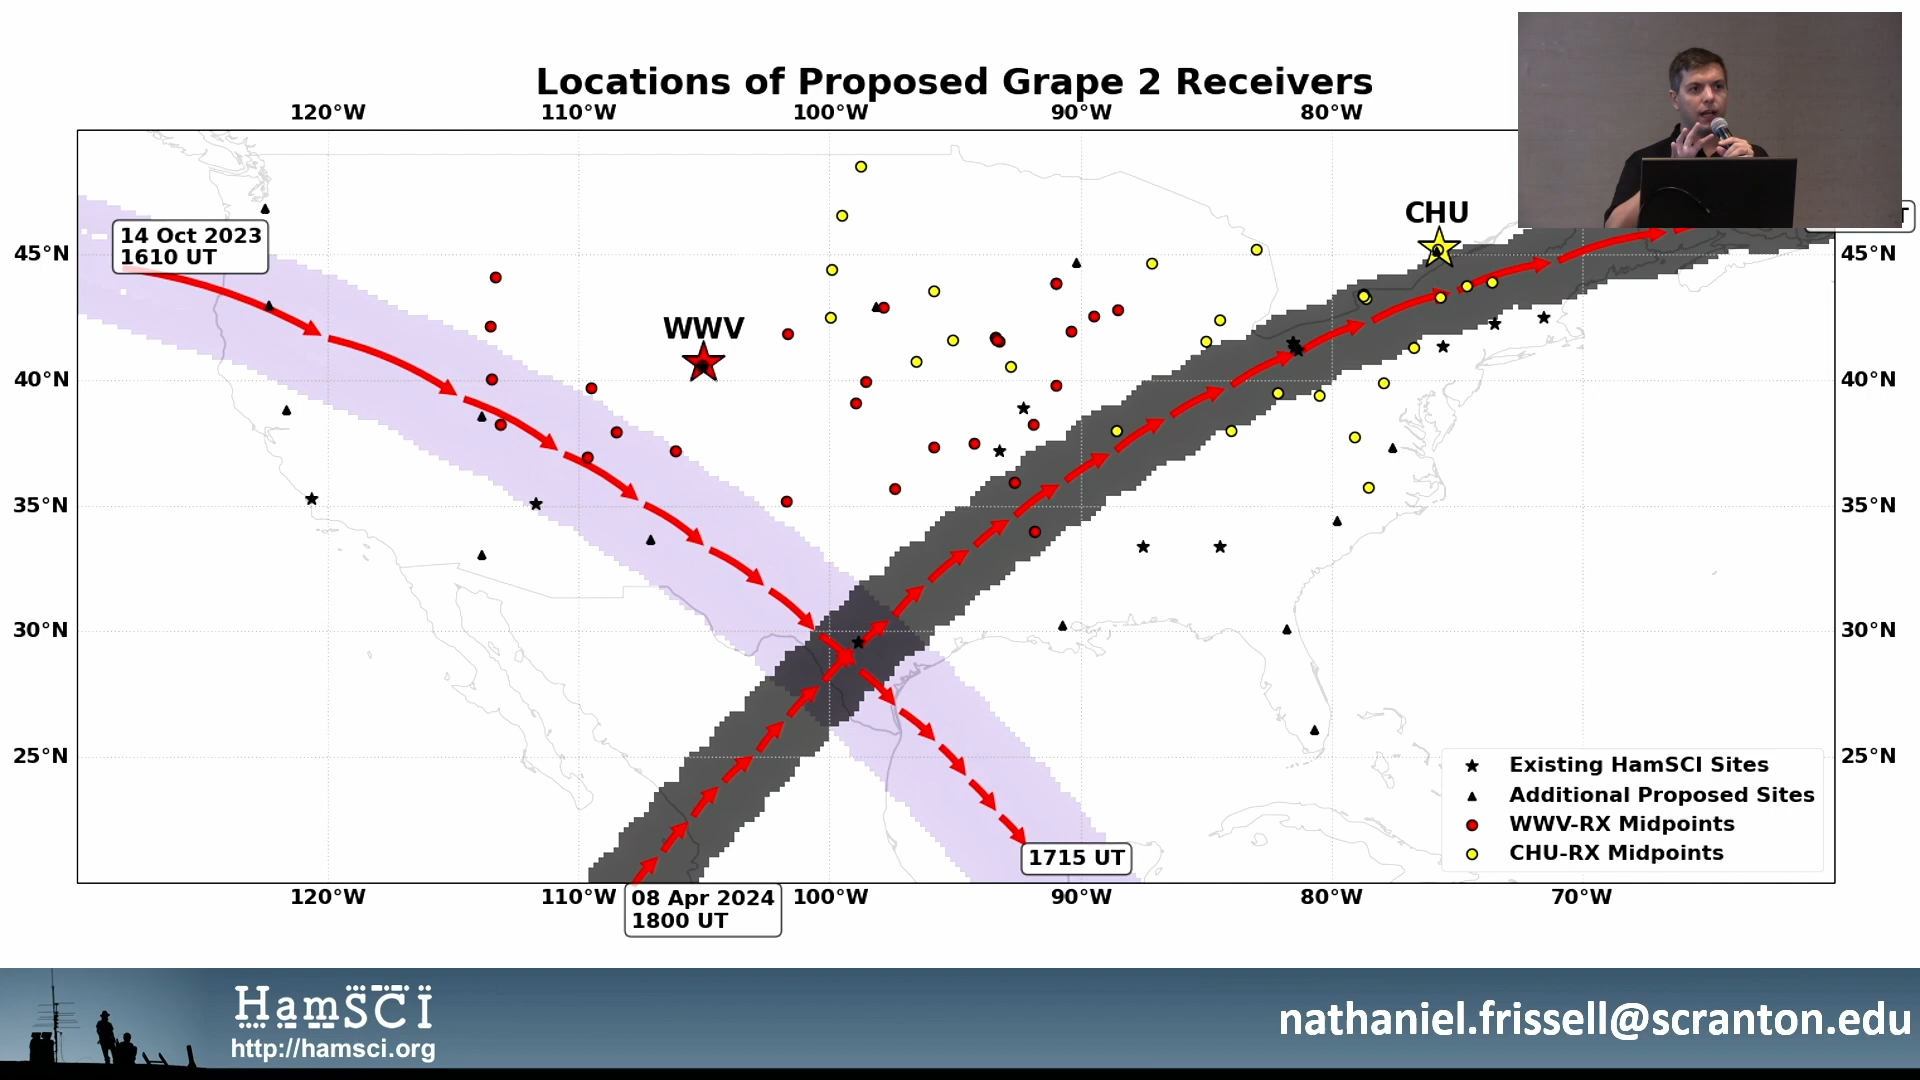 Locations of Proposed Grape 2 Receivers
120°W 110°W 100°W 90°W 80°W
CHU
14 Oct 2023
1610 UT
T
45°N 45°N
WWV
40°N 40°N
35°N 35°N
30°N 30°N
25°N 25°N
Existing HamSCI Sites
Additional Proposed Sites
WWV-RX Midpoints
CHU-RX Midpoints
1715 UT
120°W 110°W 100°W 90°W 80°W 70°W
08 Apr 2024
1800 UT
HamSCI
http://hamsci.org
nathaniel.frissell@scranton.edu